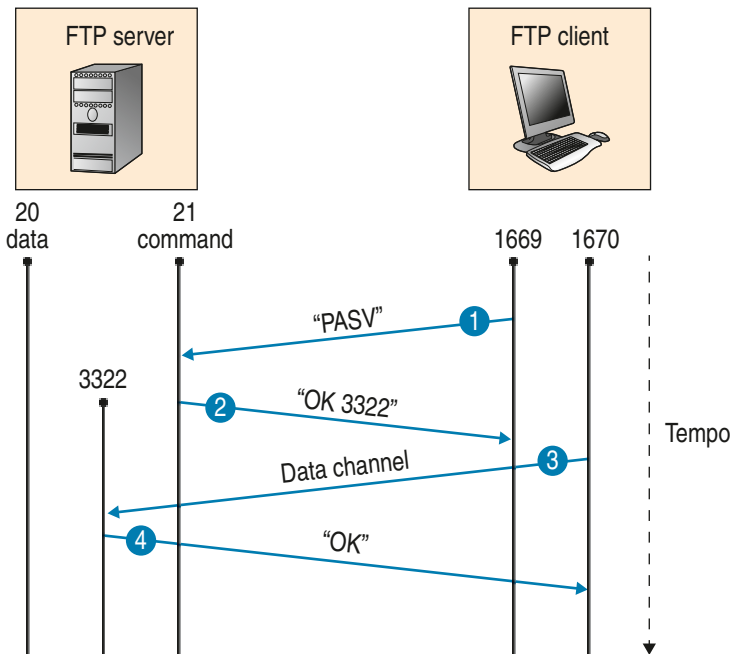 FTP server
FTP client
20
data
21
command
1669
1670
“PASV”
1
3322
2
“OK 3322”
Tempo
Data channel
3
4
“OK”